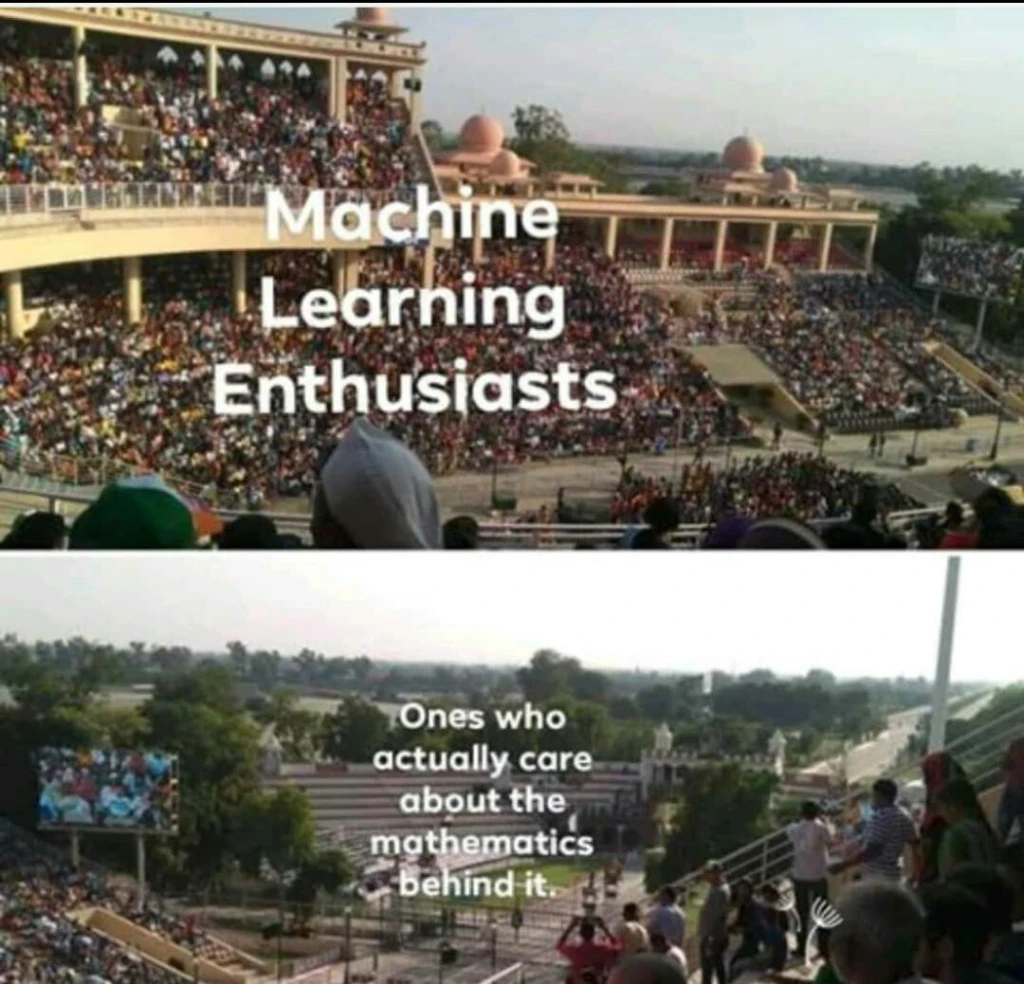 Machine
Learning
Enthusiasts
Ones who
actually care
about the
mathematics
behind it.